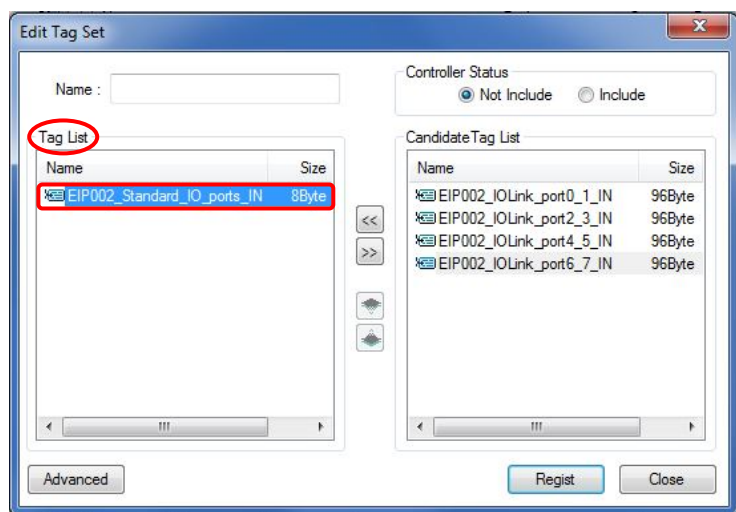 Edit Tag Set
Name :
Controller Status
Not Include Include
Tag List
Name Size
EIP002_Standard_IO_ports_IN 8Byte
<<
>>
CandidateTag List
Name Size
EIP002_IOLink_port0_1_IN 96Byte
EIP002_IOLink_port2_3_IN 96Byte
EIP002_IOLink_port4_5_IN 96Byte
EIP002_IOLink_port6_7_IN 96Byte
Advanced
Regist
Close